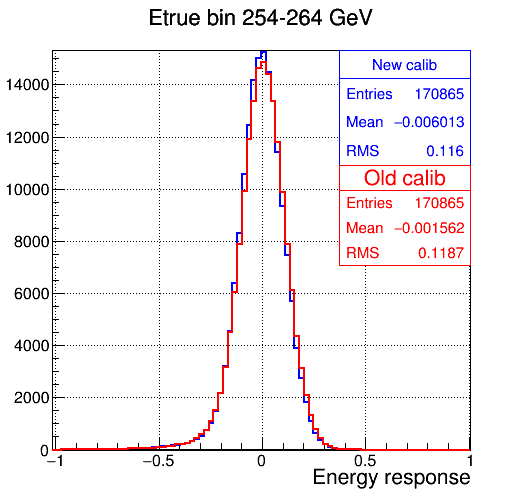 Etrue bin 254-264 GeV
New calib
Entries 170865
Mean −0.006013
RMS 0.116
Old calib
Entries 170865
Mean −0.001562
RMS 0.1187
14000
12000
10000
8000
6000
4000
2000
0
−1 −0.5 0 0.5 1
Energy response